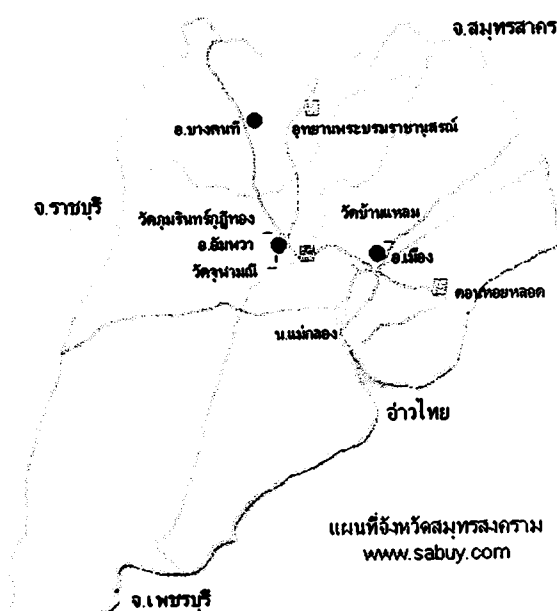 จ.สมุทรสาคร
อ.บางคนที
อุทยานพระบรมราชานุสรณ์
จ.ราชบุรี
วัดภุมรินทร์กุฎีทอง
อ.อัมพวา
วัดจุฬามณี
วัดบ้านแหลม
อ.เมือง
ดอนหอยหลอด
น.แม่กลอง
อ่าวไทย
แผนที่จังหวัดสมุทรสงคราม
www.sabuy.com
จ.เพชรบุรี